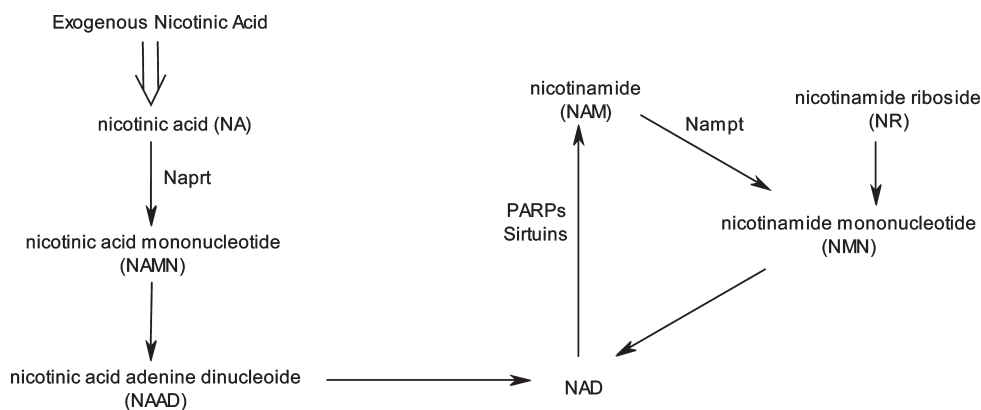 Exogenous Nicotinic Acid
nicotinic acid (NA)
Naprt
nicotinic acid mononucleotide
(NAMN)
nicotinic acid adenine dinucleoide
(NAAD)
nicotinamide
(NAM)
Nampt
nicotinamide riboside
(NR)
PARPs
Sirtuins
nicotinamide mononucleotide
(NMN)
NAD